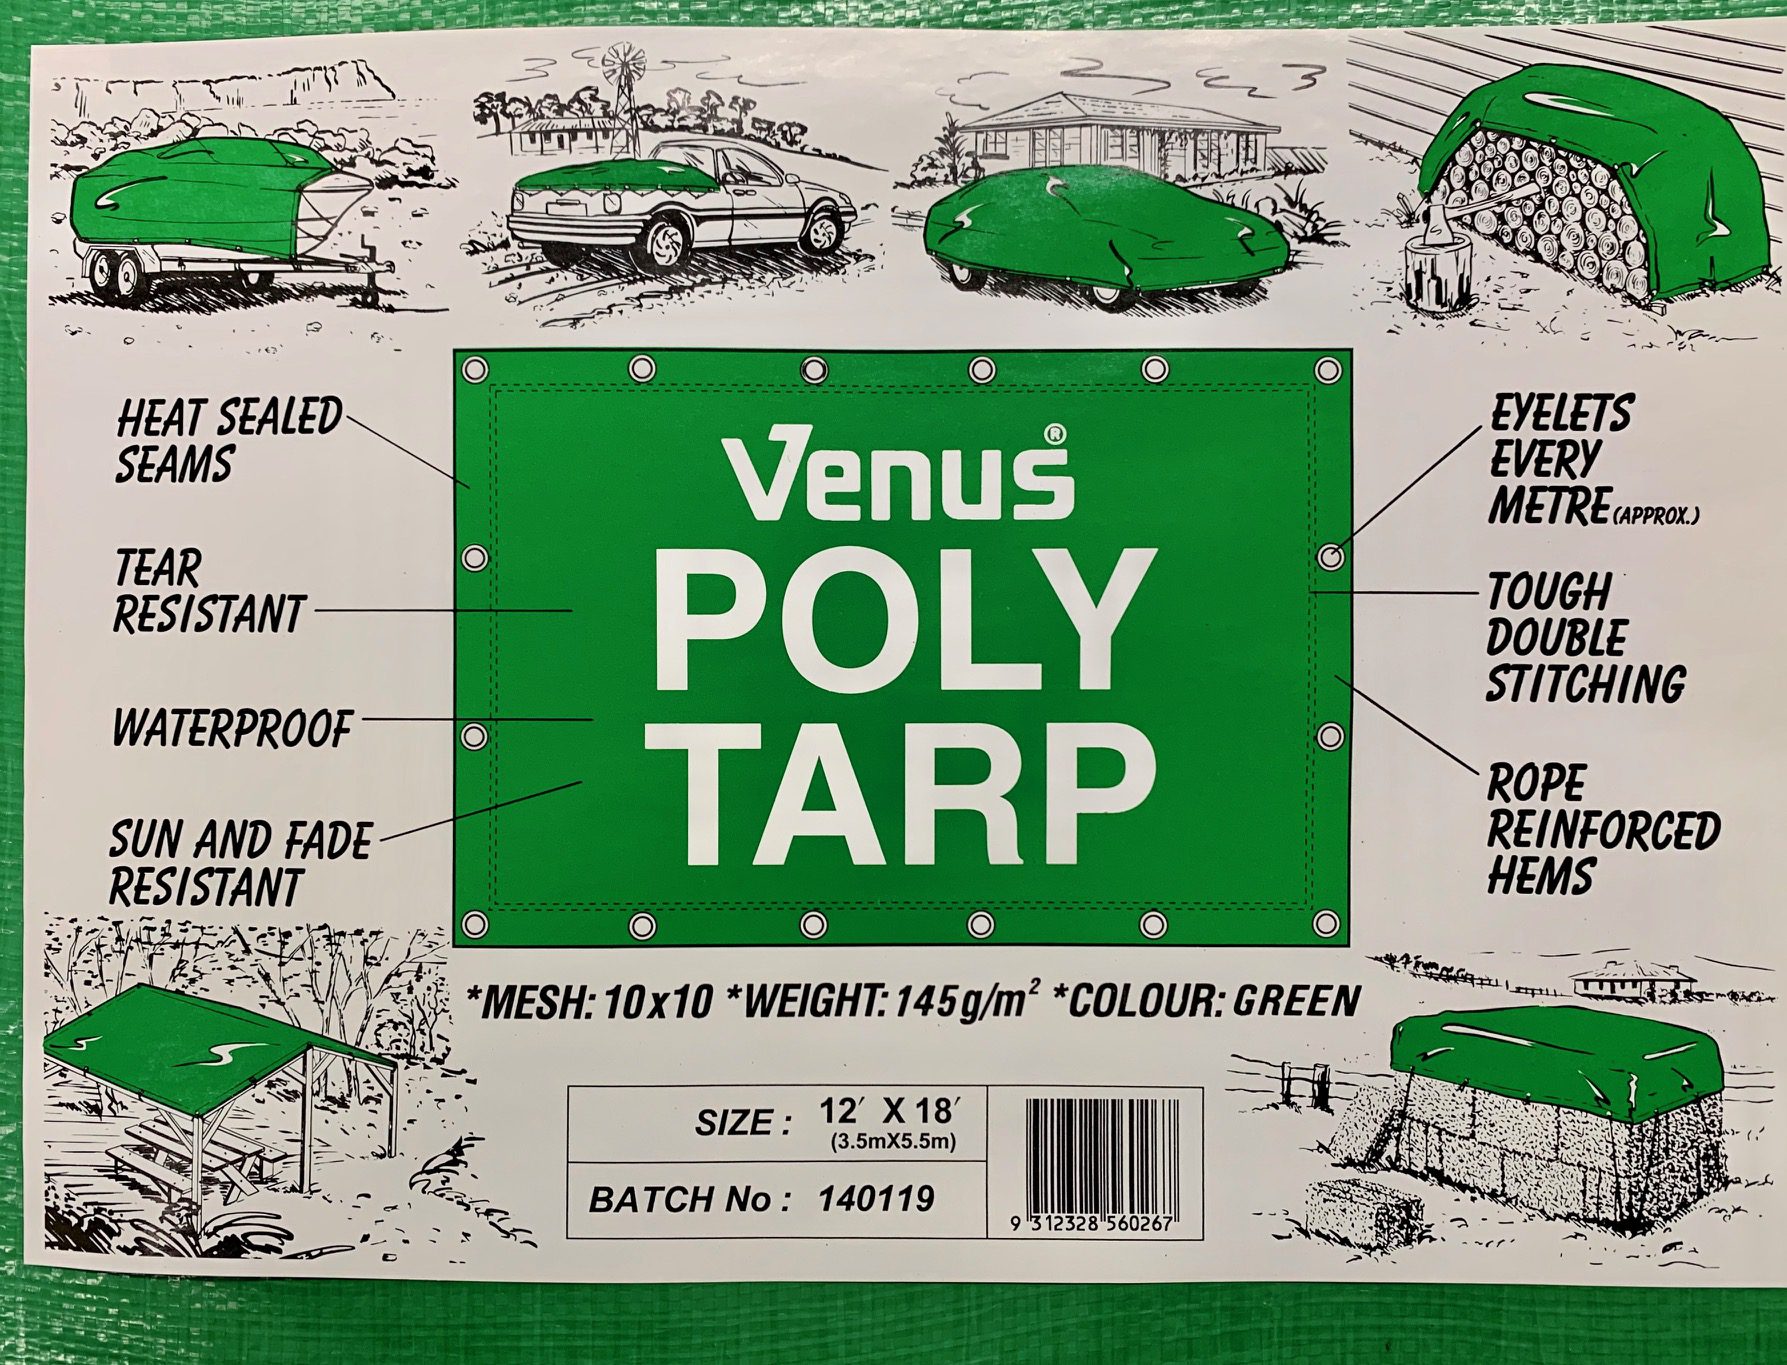 HEAT SEALED
SEAMS
TEAR
RESISTANT
WATERPROOF
SUN AND FADE
RESISTANT
Venus®
POLY
TARP
EYELETS
EVERY
METRE (APPROX.)
TOUGH
DOUBLE
STITCHING
ROPE
REINFORCED
HEMS
*MESH: 10x10 *WEIGHT: 145g/m² *COLOUR: GREEN
SIZE : 12′ X 18′
(3.5mX5.5m)
BATCH No : 140119
9 312328 560267